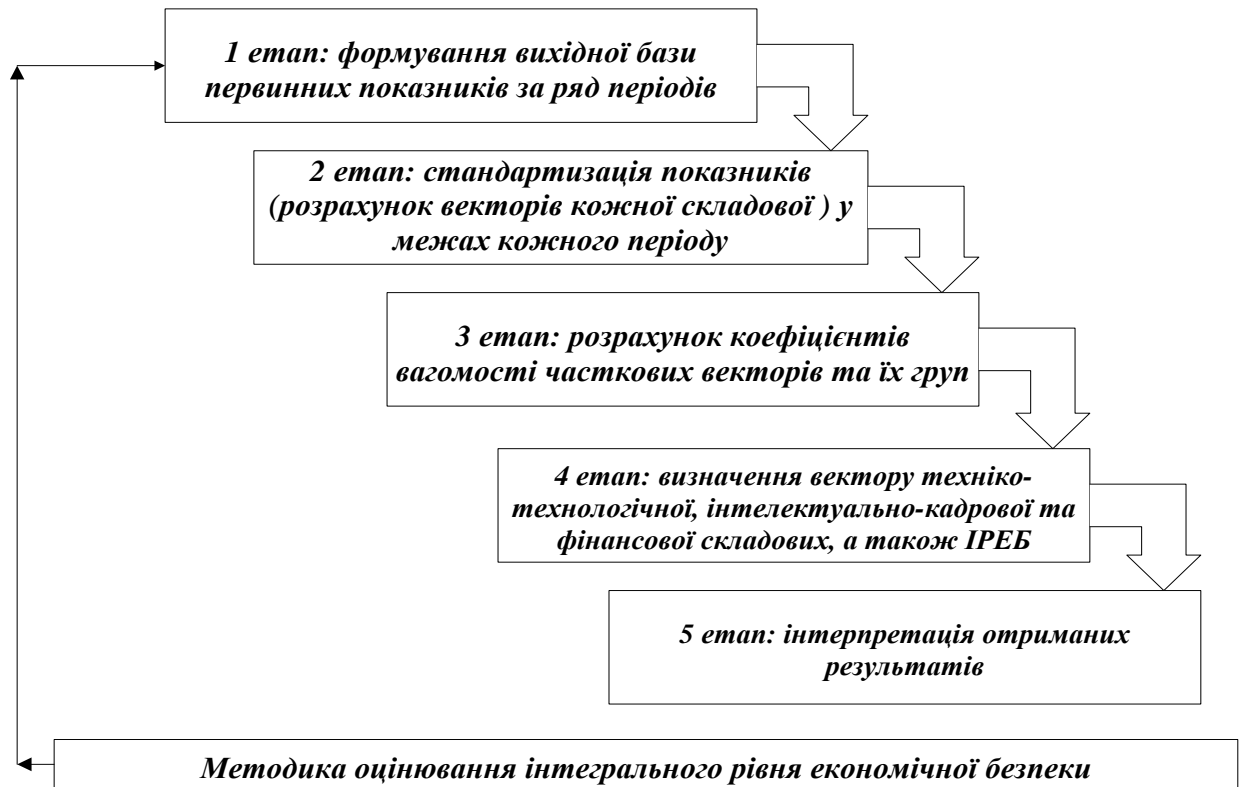 1 етап: формування вихідної бази
первинних показників за ряд періодів
2 етап: стандартизація показників
(розрахунок векторів кожної складової ) у
межах кожного періоду
3 етап: розрахунок коефіцієнтів
вагомості часткових векторів та їх груп
4 етап: визначення вектору техніко-
технологічної, інтелектуально-кадрової та
фінансової складових, а також ІРЕБ
5 етап: інтерпретація отриманих
результатів
Методика оцінювання інтегрального рівня економічної безпеки